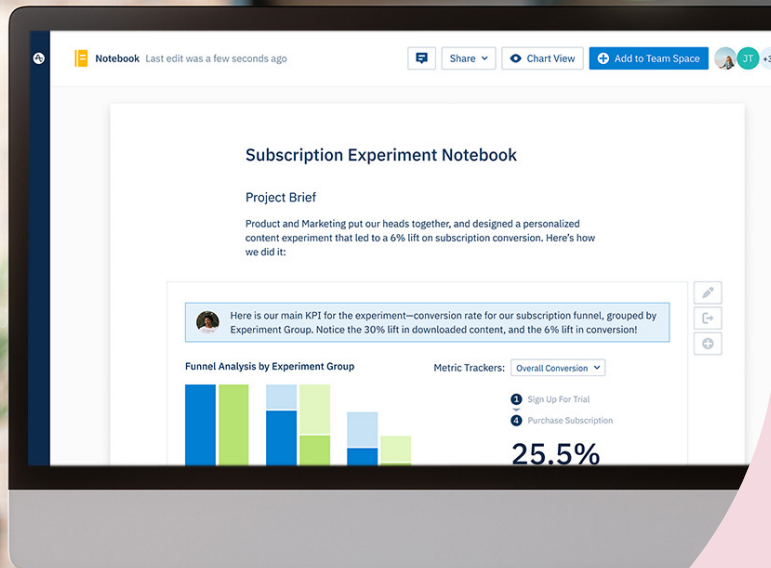 Notebook Last edit was a few seconds ago
Share
Chart View
Add to Team Space
JT
+3
Subscription Experiment Notebook
Project Brief
Product and Marketing put our heads together, and designed a personalized
content experiment that led to a 6% lift on subscription conversion. Here's how
we did it:
Here is our main KPI for the experiment—conversion rate for our subscription funnel, grouped by
Experiment Group. Notice the 30% lift in downloaded content, and the 6% lift in conversion!
Funnel Analysis by Experiment Group
Metric Trackers: Overall Conversion
1 Sign Up For Trial
4 Purchase Subscription
25.5%